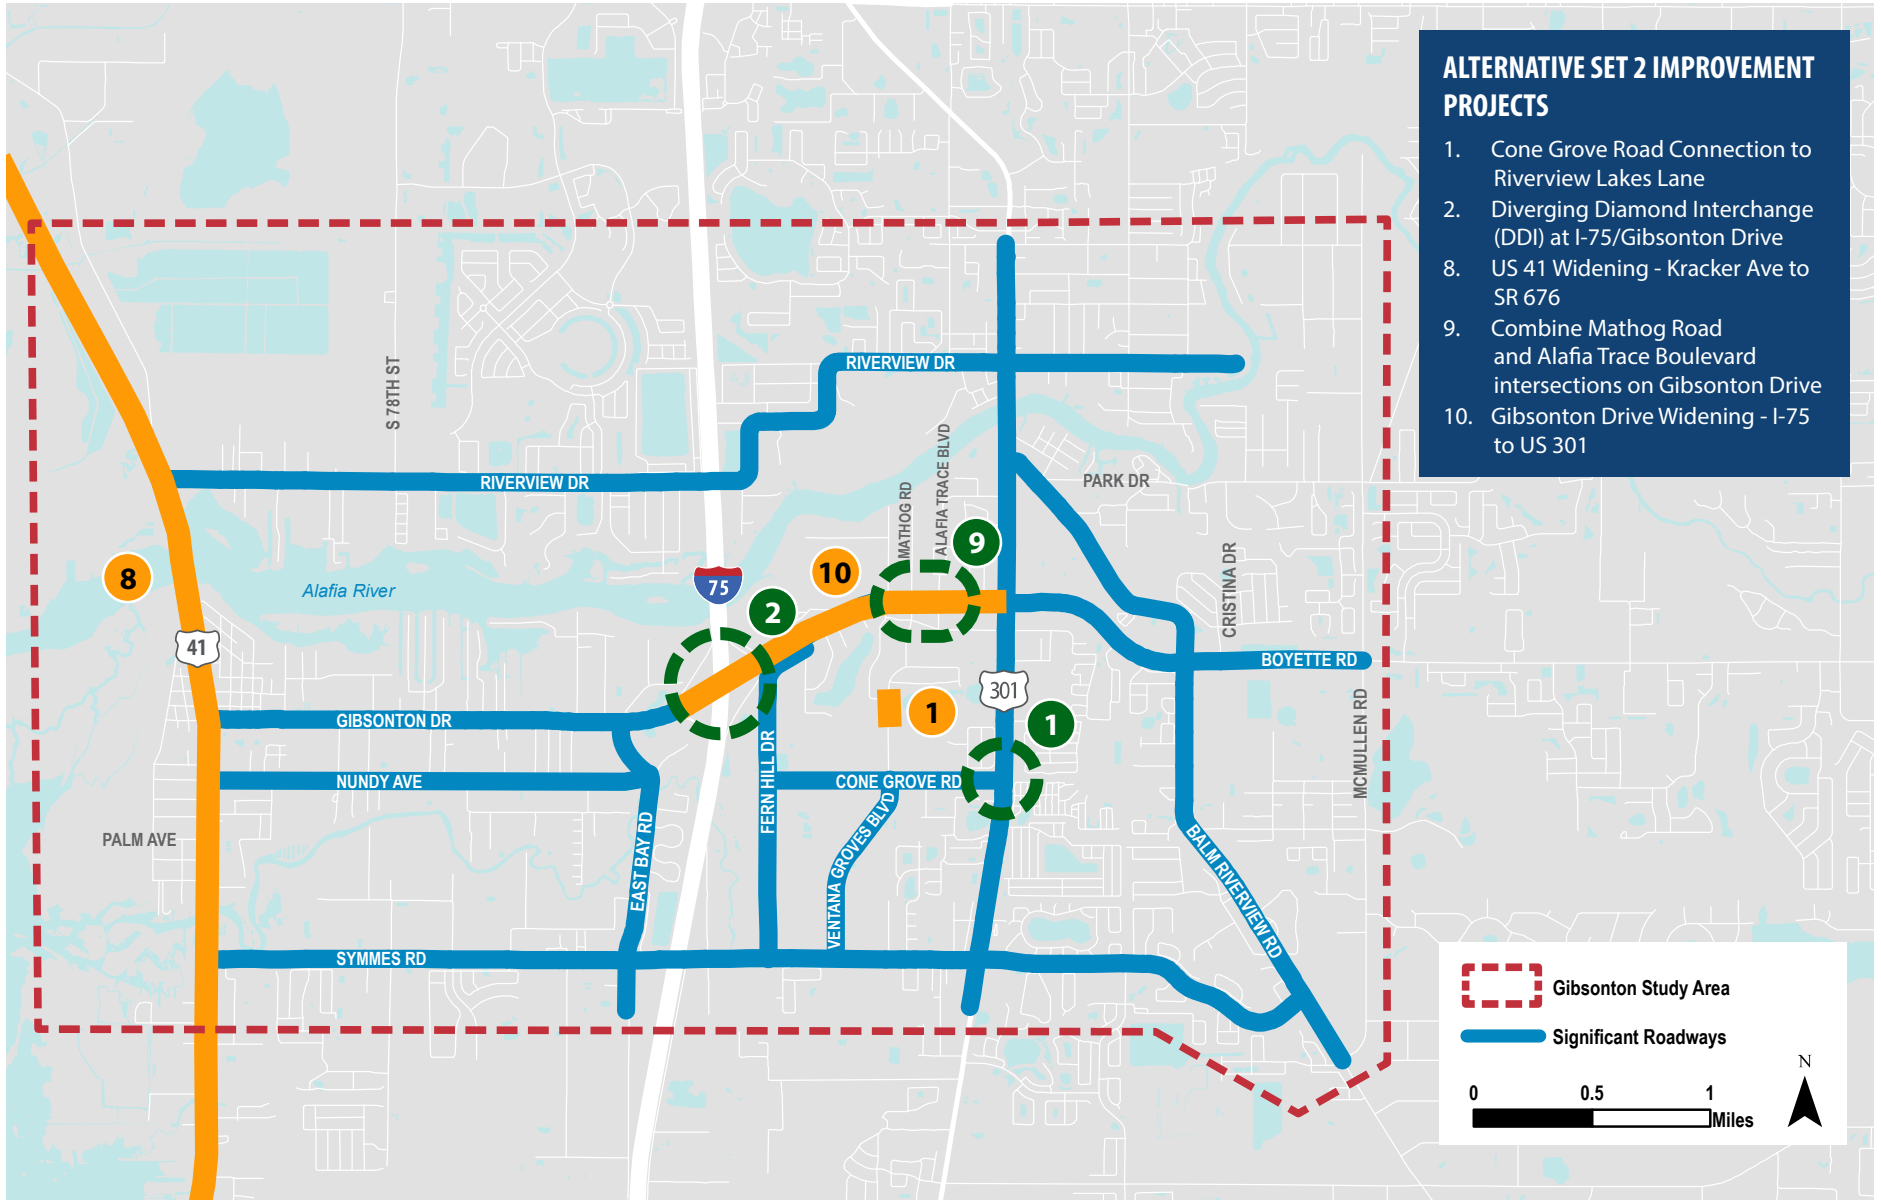 ALTERNATIVE SET 2 IMPROVEMENT
PROJECTS
1. Cone Grove Road Connection to
Riverview Lakes Lane
2. Diverging Diamond Interchange
(DDI) at I-75/Gibsonton Drive
8. US 41 Widening - Kracker Ave to
SR 676
9. Combine Mathog Road
and Alafia Trace Boulevard
intersections on Gibsonton Drive
10. Gibsonton Drive Widening - I-75
to US 301
S 78TH ST
RIVERVIEW DR
RIVERVIEW DR
MATHOG RD
ALAFIA TRACE BLVD
PARK DR
9
8
Alafia River
75
10
2
CRISTINA DR
41
BOYETTE RD
301
1
1
GIBSONTON DR
MCMULLEN RD
NUNDY AVE
FERN HILL DR
CONE GROVE RD
PALM AVE
EAST BAY RD
VENTANA GROVES BLVD
BALM RIVERVIEW RD
SYMMES RD
Gibsonton Study Area
Significant Roadways
N
0 0.5 1
Miles